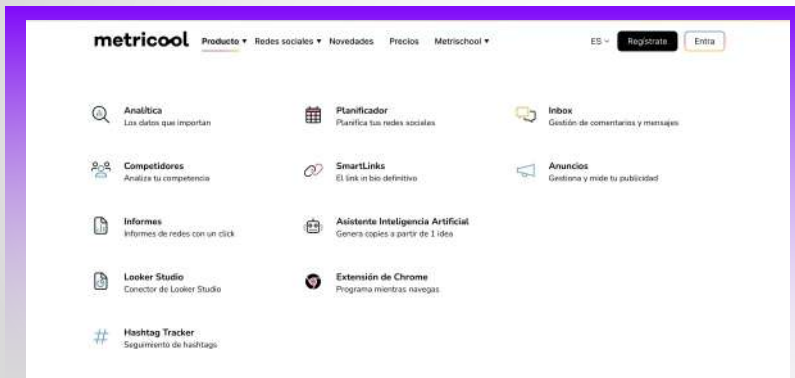 metricool Producto Redes sociales Novedades Precios Metrischool ES Regístrate Entra
Analítica
Los datos que importan
Planificador
Planifica tus redes sociales
Inbox
Gestión de comentarios y mensajes
Competidores
Analiza tu competencia
SmartLinks
El link in bio definitivo
Anuncios
Gestiona y mide tu publicidad
Informes
Informes de redes con un click
Asistente Inteligencia Artificial
Genera copies a partir de 1 idea
Looker Studio
Conector de Looker Studio
Extensión de Chrome
Programa mientras navegas
Hashtag Tracker
Seguimiento de hashtags